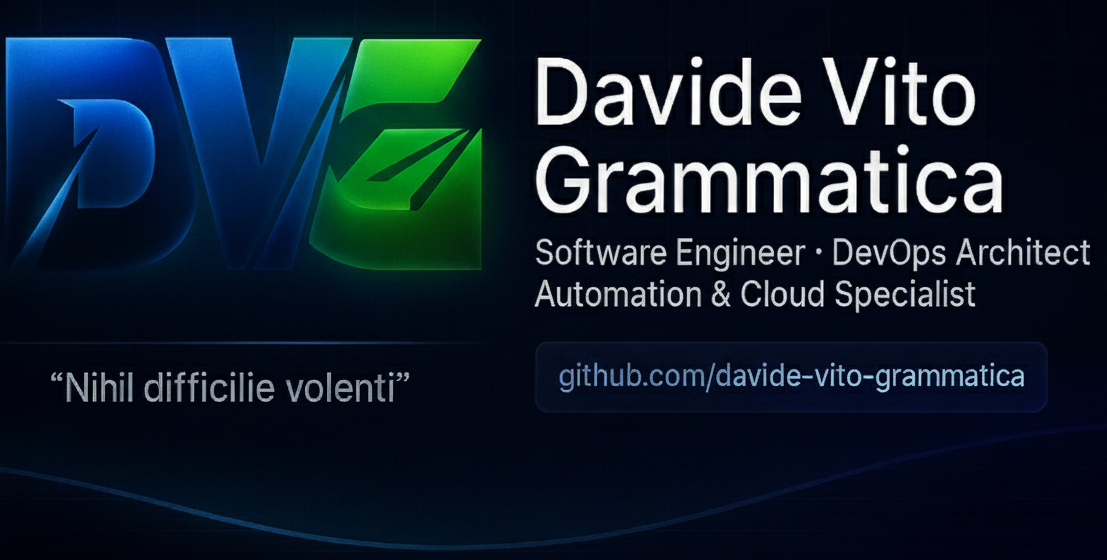 DVG
Davide Vito
Grammatica
Software Engineer · DevOps Architect
Automation & Cloud Specialist
“Nihil difficilie volenti”
github.com/davide-vito-grammatica